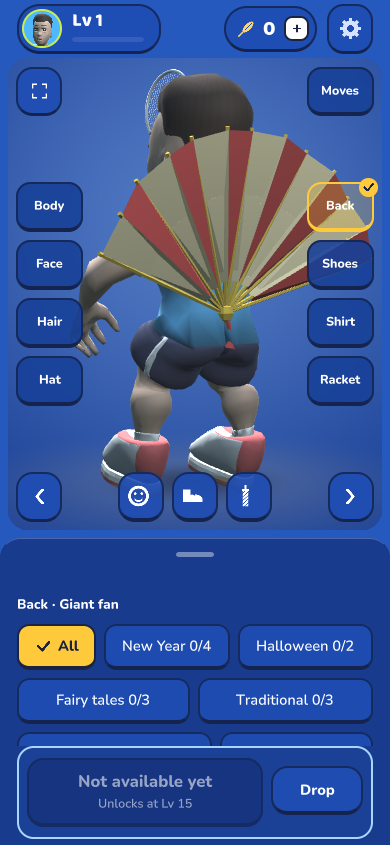 Lv 1
0
Moves
Body
Back
Face
Shoes
Hair
Shirt
Hat
Racket
Back · Giant fan
All
New Year 0/4
Halloween 0/2
Fairy tales 0/3
Traditional 0/3
Not available yet
Unlocks at Lv 15
Drop